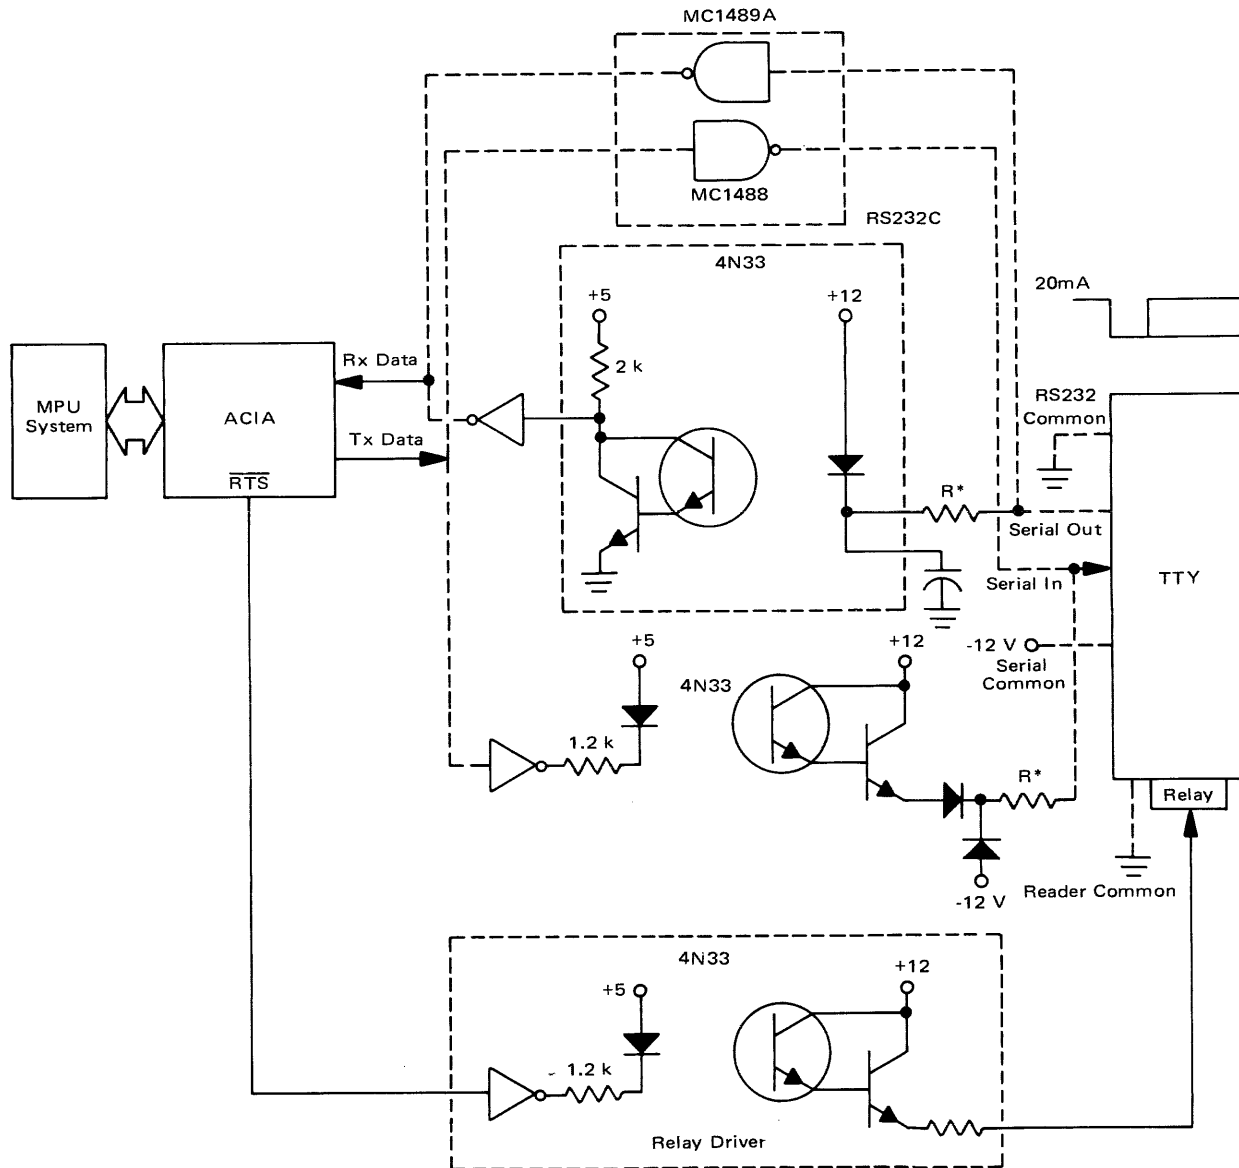 MC1489A
MC1488
RS232C
4N33
+5
+12
2 k
20mA
MPU
System
ACIA
Rx Data
Tx Data
RTS
RS232
Common
R*
Serial Out
Serial In
TTY
-12 V
Serial
Common
+5
4N33
+12
1.2 k
R*
Relay
-12 V
Reader Common
4N33
+5
+12
1.2 k
Relay Driver